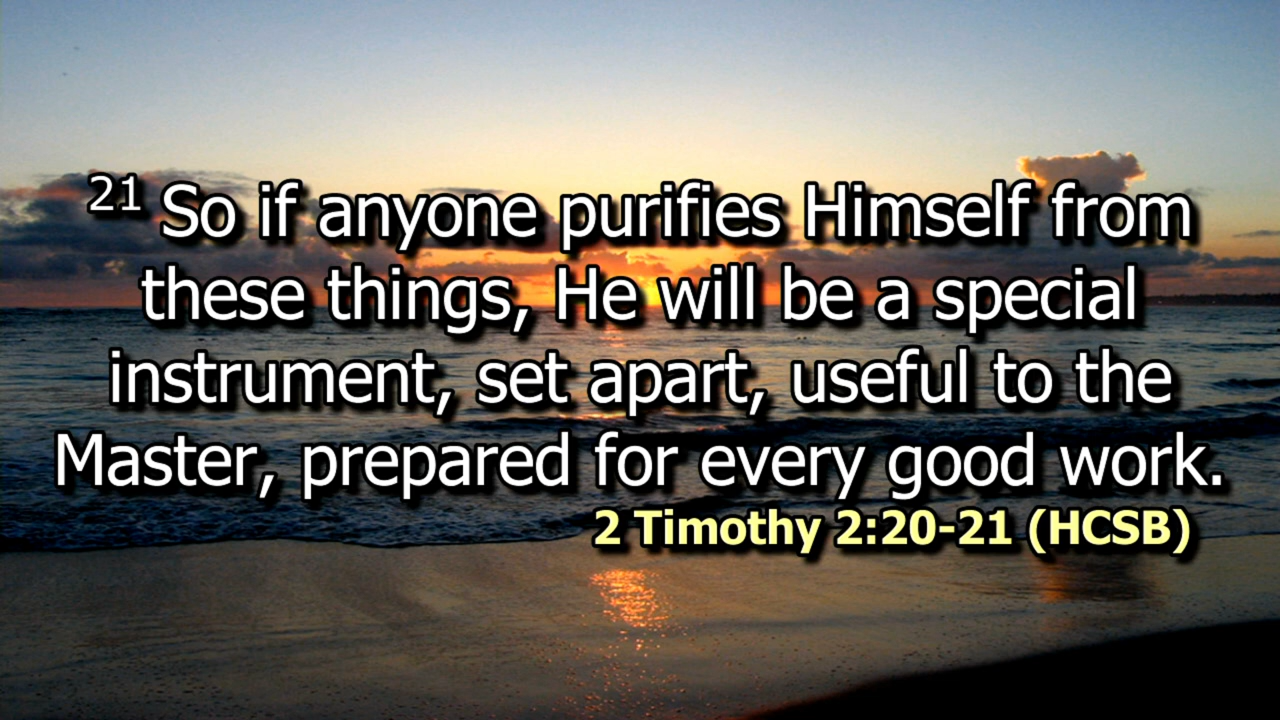 21 So if anyone purifies Himself from
these things, He will be a special
instrument, set apart, useful to the
Master, prepared for every good work.
2 Timothy 2:20-21 (HCSB)